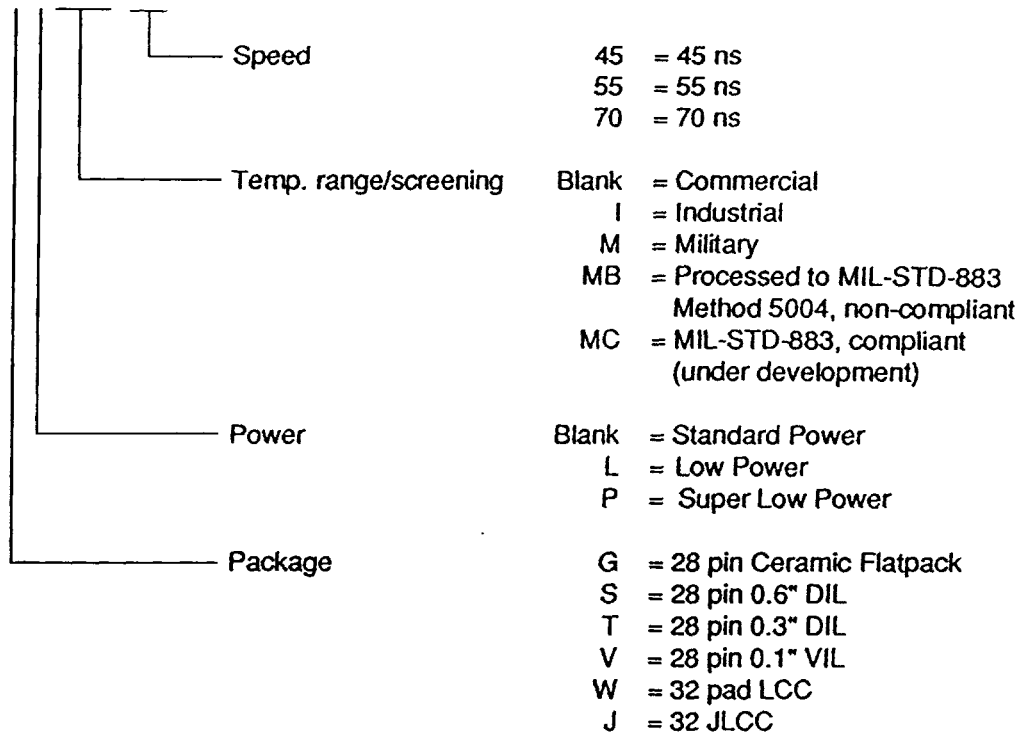 Speed 45 = 45 ns
55 = 55 ns
70 = 70 ns
Temp. range/screening Blank = Commercial
I = Industrial
M = Military
MB = Processed to MIL-STD-883
Method 5004, non-compliant
MC = MIL-STD-883, compliant
(under development)
Power Blank = Standard Power
L = Low Power
P = Super Low Power
Package G = 28 pin Ceramic Flatpack
S = 28 pin 0.6" DIL
T = 28 pin 0.3" DIL
V = 28 pin 0.1" VIL
W = 32 pad LCC
J = 32 JLCC